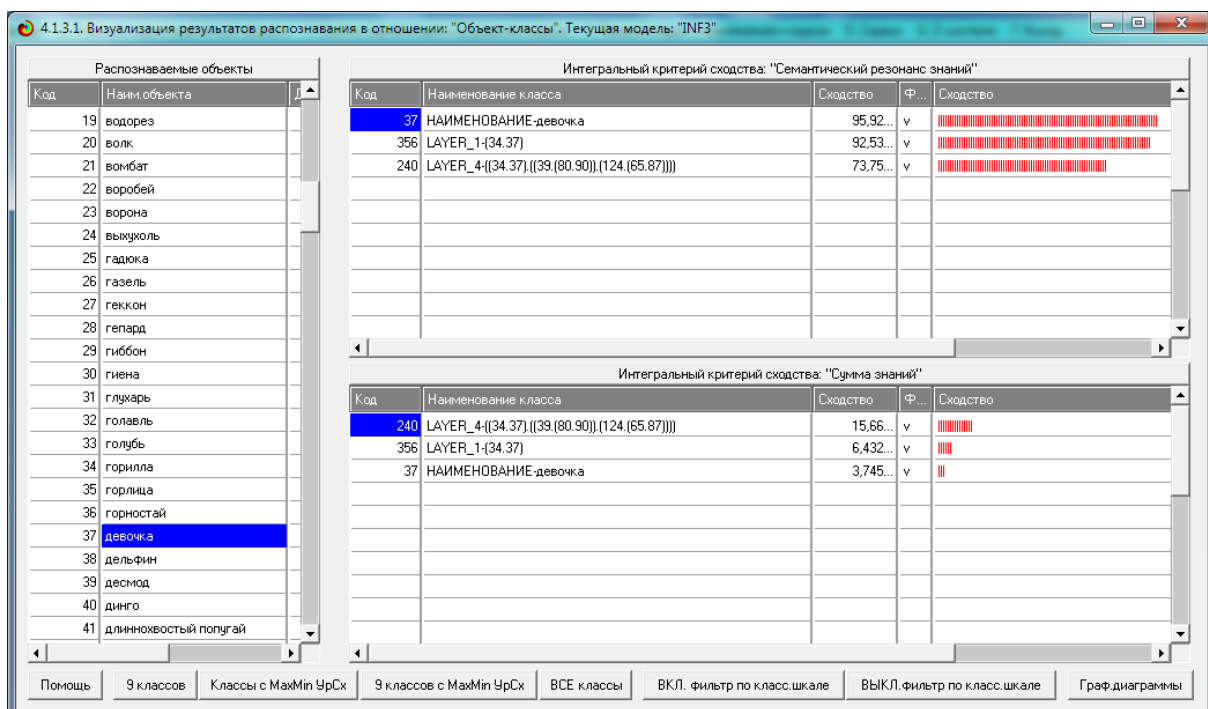 4.1.3.1. Визуализация результатов распознавания в отношении: "Объект-классы". Текущая модель: "INF3"
Распознаваемые объекты
Код Наим.объекта
19 водорез
20 волк
21 вомбат
22 воробей
23 ворона
24 выхухоль
25 гадюка
26 газель
27 геккон
28 гепард
29 гиббон
30 гиена
31 глухарь
32 голавль
33 голубь
34 горилла
35 горлица
36 горностай
37 девочка
38 дельфин
39 десмод
40 динго
41 длиннохвостый попугай
Интегральный критерий сходства: "Семантический резонанс знаний"
Код Наименование класса Сходство Ф... Сходство
37 НАИМЕНОВАНИЕ-девочка 95,92... v
356 LAYER_1-(34.37) 92,53... v
240 LAYER_4-((34.37).((39.(80.90)).(124.(65.87)))) 73,75... v
Интегральный критерий сходства: "Сумма знаний"
Код Наименование класса Сходство Ф... Сходство
240 LAYER_4-((34.37).((39.(80.90)).(124.(65.87)))) 15,66... v
356 LAYER_1-(34.37) 6,432... v
37 НАИМЕНОВАНИЕ-девочка 3,745... v
Помощь 9 классов Классы с MaxMin УрСх 9 классов с MaxMin УрСх ВСЕ классы ВКЛ. фильтр по класс.шкале ВЫКЛ.фильтр по класс.шкале Граф.диаграммы